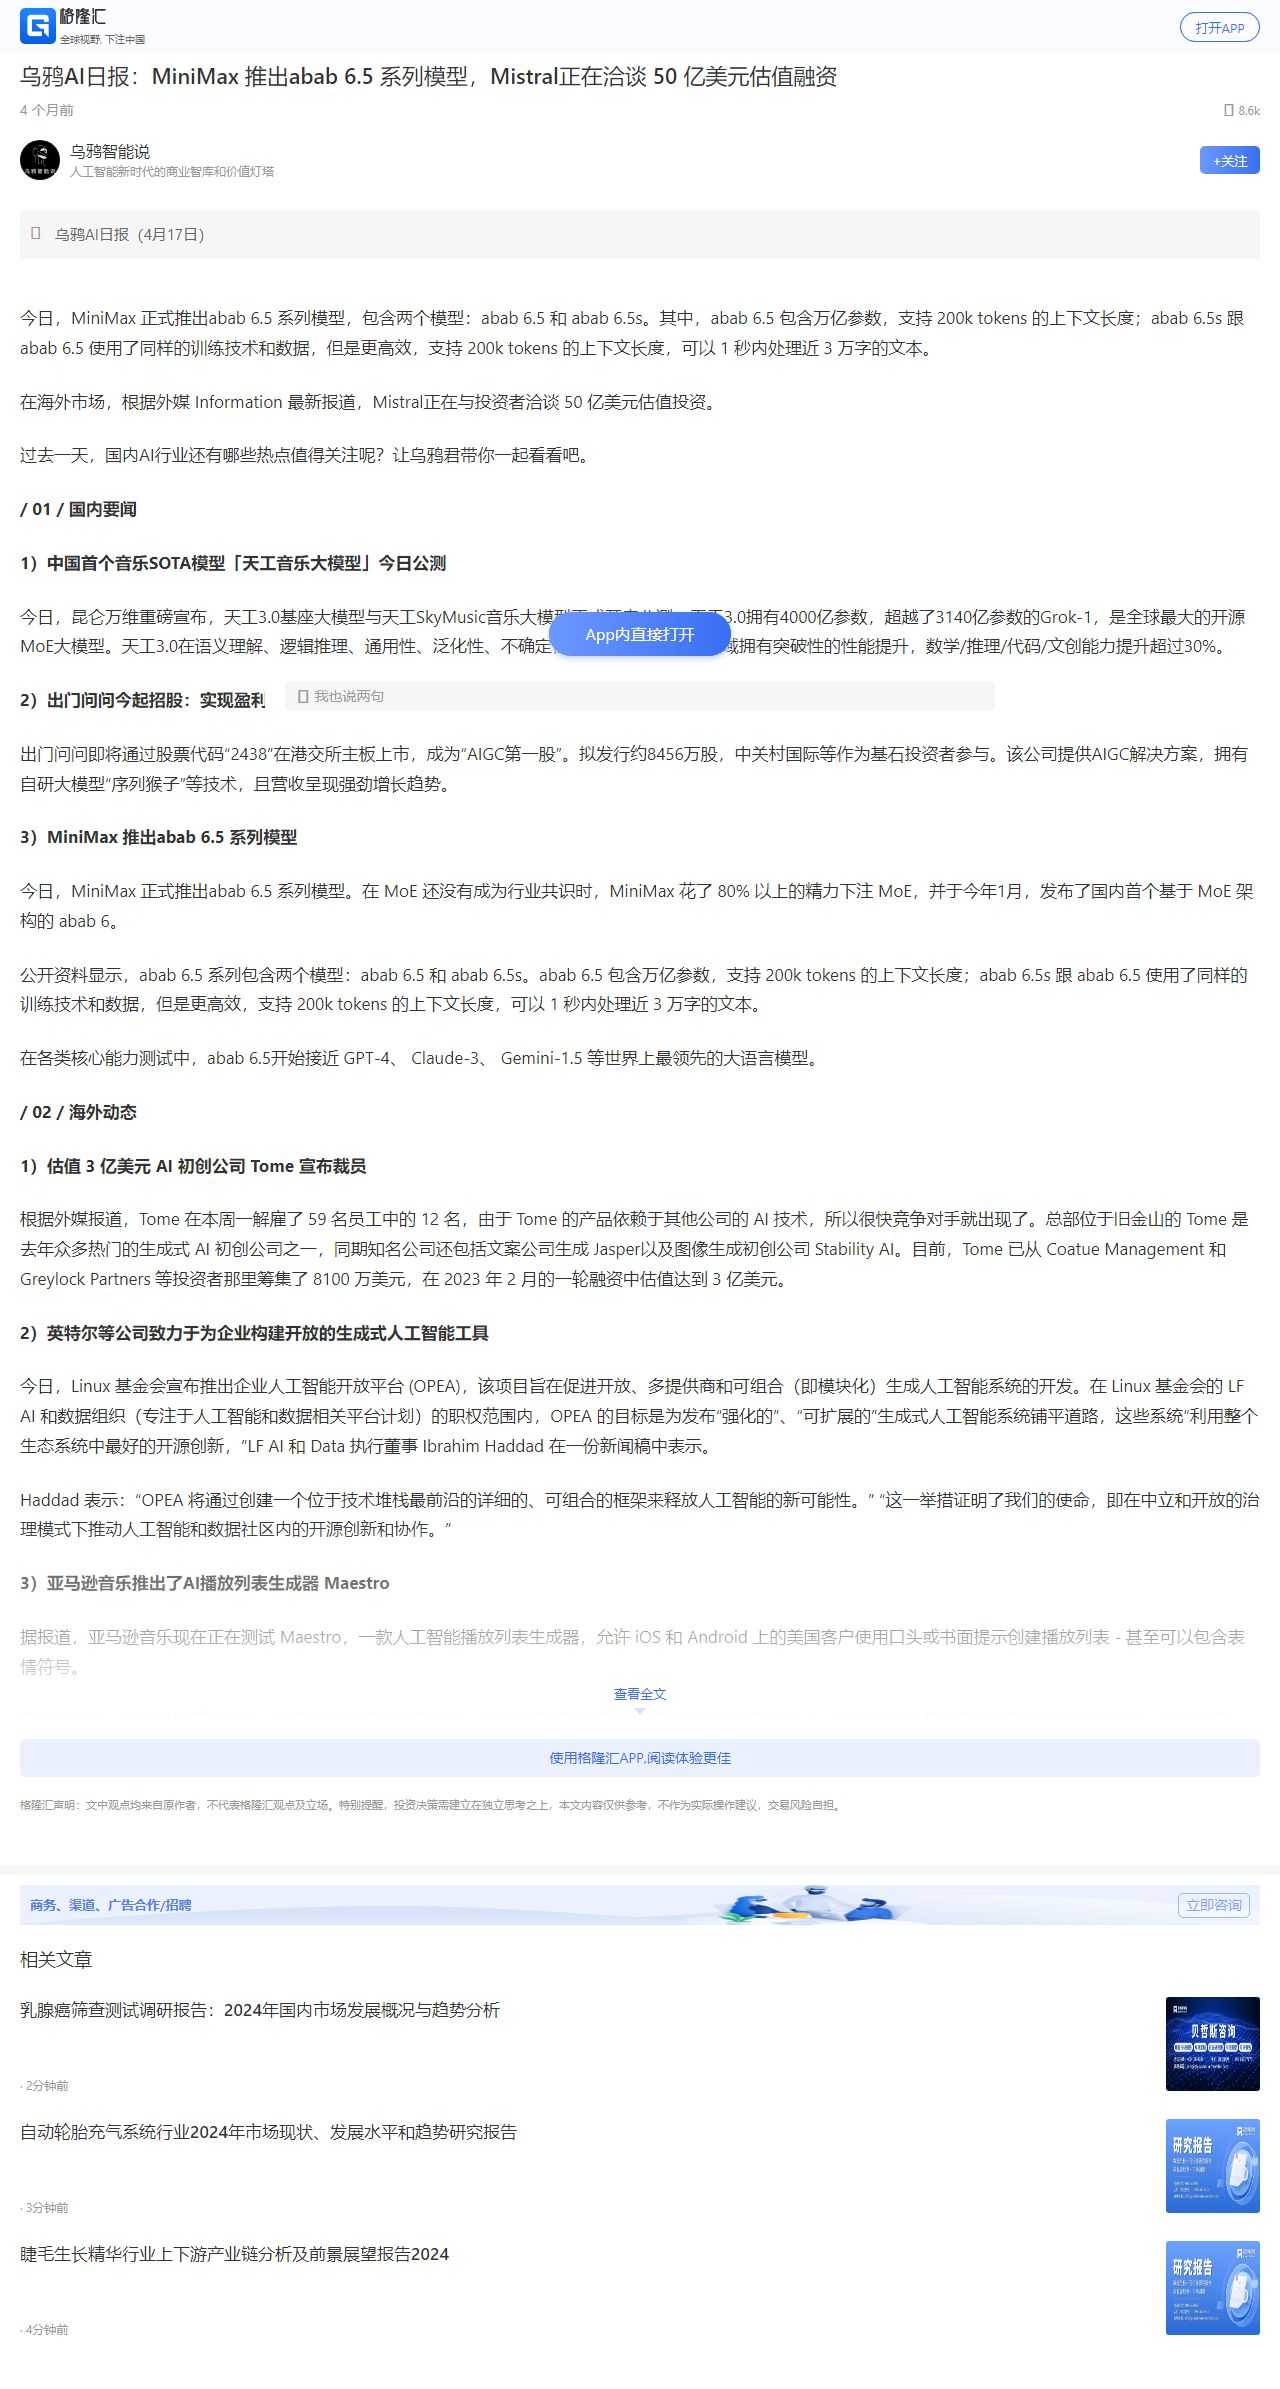 格隆汇
全球视野, 下注中国
打开APP
乌鸦AI日报：MiniMax 推出abab 6.5 系列模型，Mistral正在洽谈 50 亿美元估值融资
4 个月前
8.6k
乌鸦智能说
人工智能新时代的商业智库和价值灯塔
+关注
乌鸦AI日报（4月17日）
今日，MiniMax 正式推出abab 6.5 系列模型，包含两个模型：abab 6.5 和 abab 6.5s。其中，abab 6.5 包含万亿参数，支持 200k tokens 的上下文长度；abab 6.5s 跟
abab 6.5 使用了同样的训练技术和数据，但是更高效，支持 200k tokens 的上下文长度，可以 1 秒内处理近 3 万字的文本。
在海外市场，根据外媒 Information 最新报道，Mistral正在与投资者洽谈 50 亿美元估值投资。
过去一天，国内AI行业还有哪些热点值得关注呢？让乌鸦君带你一起看看吧。
/ 01 / 国内要闻
1）中国首个音乐SOTA模型「天工音乐大模型」今日公测
今日，昆仑万维重磅宣布，天工3.0基座大模型与天工SkyMusic音乐大模 3.0拥有4000亿参数，超越了3140亿参数的Grok-1，是全球最大的开源
App内直接打开
MoE大模型。天工3.0在语义理解、逻辑推理、通用性、泛化性、不确定 域拥有突破性的性能提升，数学/推理/代码/文创能力提升超过30%。
2）出门问问今起招股：实现盈利
我也说两句
出门问问即将通过股票代码“2438”在港交所主板上市，成为“AIGC第一股”。拟发行约8456万股，中关村国际等作为基石投资者参与。该公司提供AIGC解决方案，拥有
自研大模型“序列猴子”等技术，且营收呈现强劲增长趋势。
3）MiniMax 推出abab 6.5 系列模型
今日，MiniMax 正式推出abab 6.5 系列模型。在 MoE 还没有成为行业共识时，MiniMax 花了 80% 以上的精力下注 MoE，并于今年1月，发布了国内首个基于 MoE 架
构的 abab 6。
公开资料显示，abab 6.5 系列包含两个模型：abab 6.5 和 abab 6.5s。abab 6.5 包含万亿参数，支持 200k tokens 的上下文长度；abab 6.5s 跟 abab 6.5 使用了同样的
训练技术和数据，但是更高效，支持 200k tokens 的上下文长度，可以 1 秒内处理近 3 万字的文本。
在各类核心能力测试中，abab 6.5开始接近 GPT-4、 Claude-3、 Gemini-1.5 等世界上最领先的大语言模型。
/ 02 / 海外动态
1）估值 3 亿美元 AI 初创公司 Tome 宣布裁员
根据外媒报道，Tome 在本周一解雇了 59 名员工中的 12 名，由于 Tome 的产品依赖于其他公司的 AI 技术，所以很快竞争对手就出现了。总部位于旧金山的 Tome 是
去年众多热门的生成式 AI 初创公司之一，同期知名公司还包括文案公司生成 Jasper以及图像生成初创公司 Stability AI。目前，Tome 已从 Coatue Management 和
Greylock Partners 等投资者那里筹集了 8100 万美元，在 2023 年 2 月的一轮融资中估值达到 3 亿美元。
2）英特尔等公司致力于为企业构建开放的生成式人工智能工具
今日，Linux 基金会宣布推出企业人工智能开放平台 (OPEA)，该项目旨在促进开放、多提供商和可组合（即模块化）生成人工智能系统的开发。在 Linux 基金会的 LF
AI 和数据组织（专注于人工智能和数据相关平台计划）的职权范围内，OPEA 的目标是为发布“强化的”、“可扩展的”生成式人工智能系统铺平道路，这些系统“利用整个
生态系统中最好的开源创新，”LF AI 和 Data 执行董事 Ibrahim Haddad 在一份新闻稿中表示。
Haddad 表示：“OPEA 将通过创建一个位于技术堆栈最前沿的详细的、可组合的框架来释放人工智能的新可能性。” “这一举措证明了我们的使命，即在中立和开放的治
理模式下推动人工智能和数据社区内的开源创新和协作。”
3）亚马逊音乐推出了AI播放列表生成器 Maestro
据报道，亚马逊音乐现在正在测试 Maestro，一款人工智能播放列表生成器，允许 iOS 和 Android 上的美国客户使用口头或书面提示创建播放列表 - 甚至可以包含表
情符号。
查看全文
使用格隆汇APP,阅读体验更佳
格隆汇声明：文中观点均来自原作者，不代表格隆汇观点及立场。特别提醒，投资决策需建立在独立思考之上，本文内容仅供参考，不作为实际操作建议，交易风险自担。
商务、渠道、广告合作/招聘
立即咨询
相关文章
乳腺癌筛查测试调研报告：2024年国内市场发展概况与趋势分析
贝哲斯咨询
· 2分钟前
自动轮胎充气系统行业2024年市场现状、发展水平和趋势研究报告
研究报告
· 3分钟前
睫毛生长精华行业上下游产业链分析及前景展望报告2024
研究报告
· 4分钟前